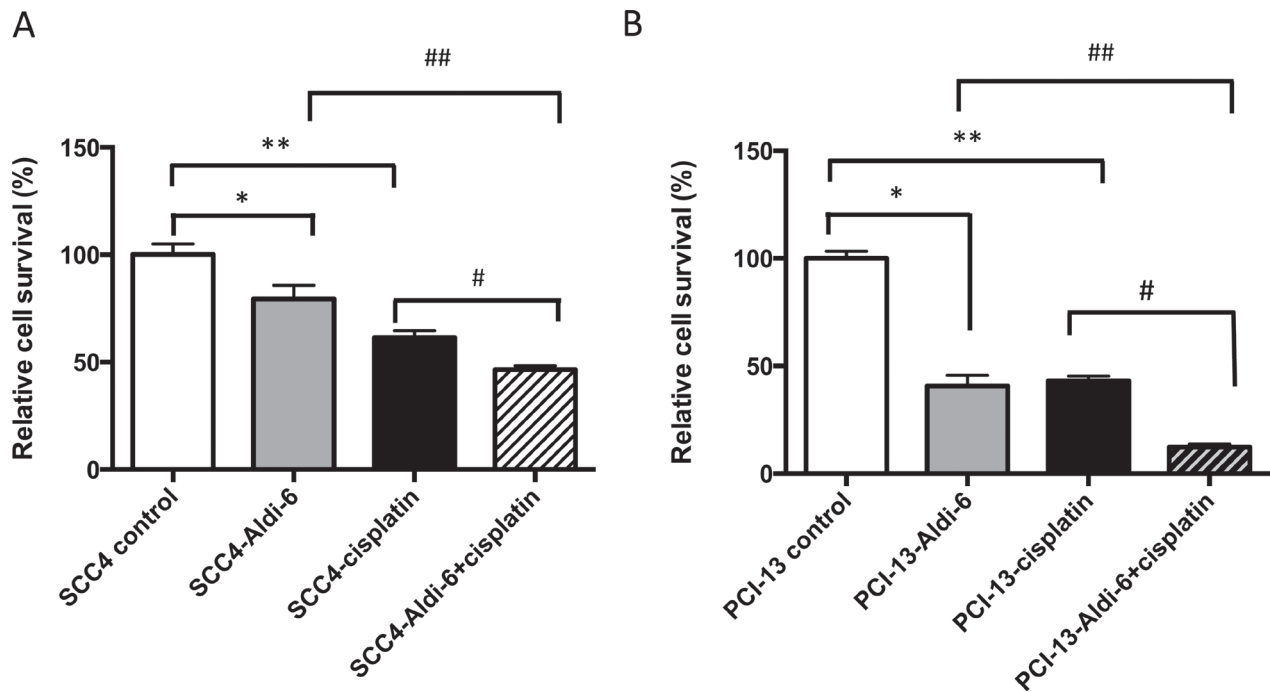 A
##
**
*
#
Relative cell survival (%)
150
100
50
0
SCC4 control
SCC4-Aldi-6
SCC4-cisplatin
SCC4-Aldi-6+cisplatin
B
##
**
*
#
Relative cell survival (%)
150
100
50
0
PCI-13 control
PCI-13-Aldi-6
PCI-13-cisplatin
PCI-13-Aldi-6+cisplatin